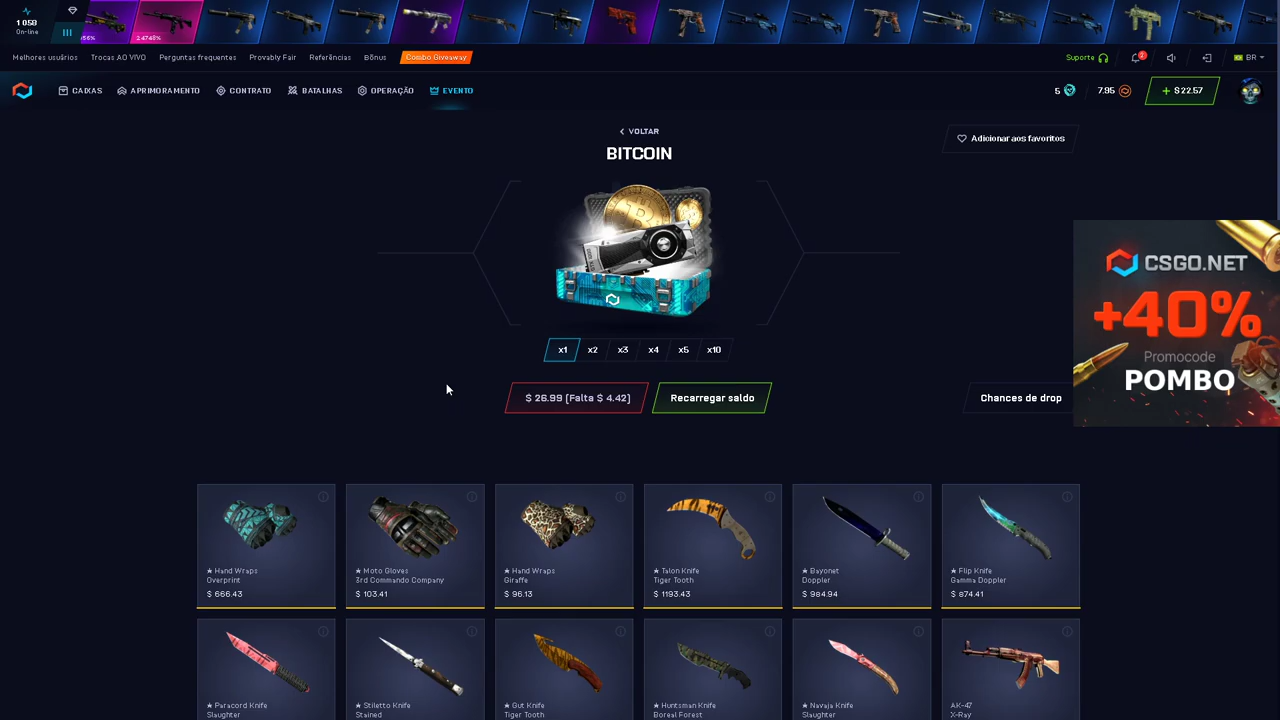 1 058
On-line
56%
2.4748%
Melhores usuários
Trocas AO VIVO
Perguntas frequentes
Provably Fair
Referências
Bônus
Combo Giveaway
Suporte
2
BR
CAIXAS
APRIMORAMENTO
CONTRATO
BATALHAS
OPERAÇÃO
EVENTO
5
7.95
+ $ 22.57
VOLTAR
BITCOIN
Adicionar aos favoritos
x1
x2
x3
x4
x5
x10
$ 26.99 (Falta $ 4.42)
Recarregar saldo
Chances de drop
CSGO.NET
+40%
Promocode
POMBO
★ Hand Wraps
Overprint
$ 666.43
★ Moto Gloves
3rd Commando Company
$ 103.41
★ Hand Wraps
Giraffe
$ 96.13
★ Talon Knife
Tiger Tooth
$ 1193.43
★ Bayonet
Doppler
$ 984.94
★ Flip Knife
Gamma Doppler
$ 874.41
★ Paracord Knife
Slaughter
★ Stiletto Knife
Stained
★ Gut Knife
Tiger Tooth
★ Huntsman Knife
Boreal Forest
★ Navaja Knife
Slaughter
AK-47
X-Ray